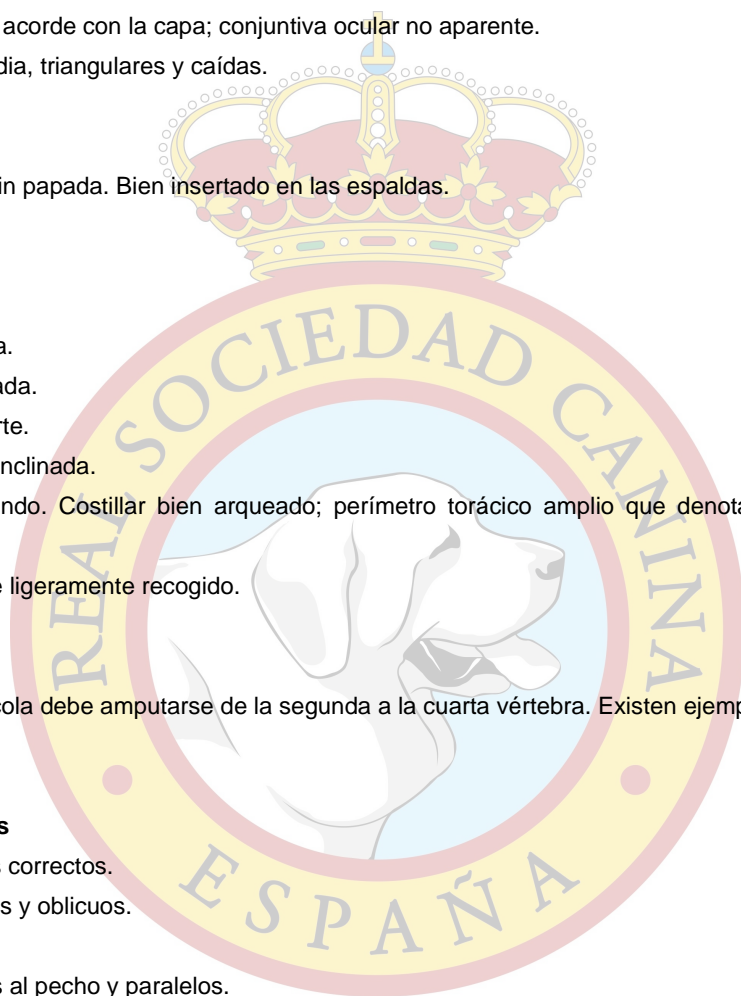 acorde con la capa; conjuntiva ocular no aparente.
dia, triangulares y caídas.
in papada. Bien insertado en las espaldas.
a.
ada.
rte.
inclinada.
ndo. Costillar bien arqueado; perímetro torácico amplio que denota
e ligeramente recogido.
cola debe amputarse de la segunda a la cuarta vértebra. Existen ejemp
s
s correctos.
s y oblicuos.
s al pecho y paralelos.
REAL SOCIEDAD CANINA
ESPAÑA